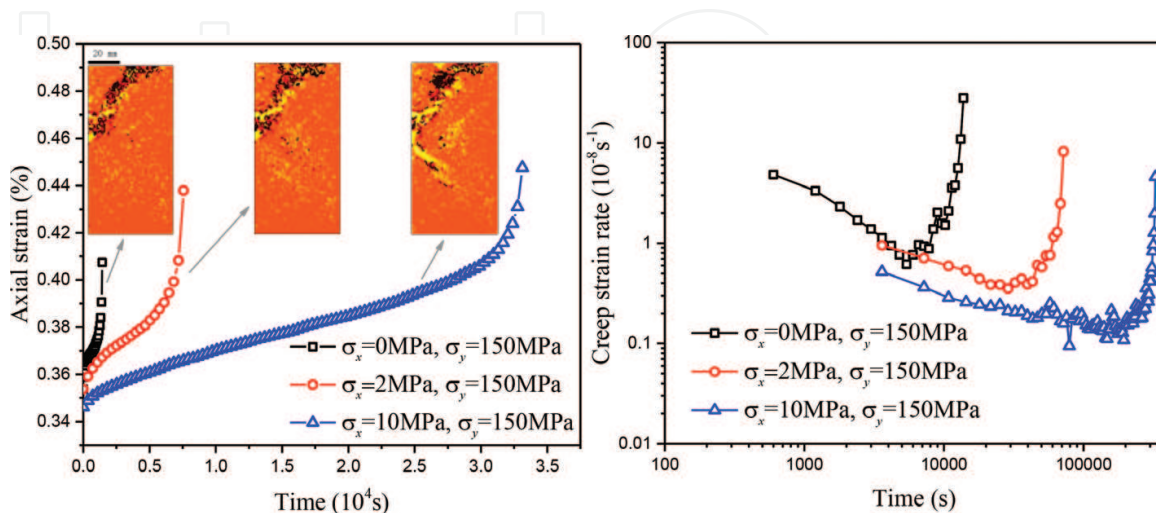 20 mm
0.50
0.48
0.46
0.44
0.42
0.40
0.38
0.36
0.34
Axial strain (%)
σx=0MPa, σy=150MPa
σx=2MPa, σy=150MPa
σx=10MPa, σy=150MPa
0.0 0.5 1.0 1.5 2.0 2.5 3.0 3.5
Time (10⁴s)
100
10
1
0.1
0.01
Creep strain rate (10⁻⁸s⁻¹)
σx=0MPa, σy=150MPa
σx=2MPa, σy=150MPa
σx=10MPa, σy=150MPa
100 1000 10000 100000
Time (s)